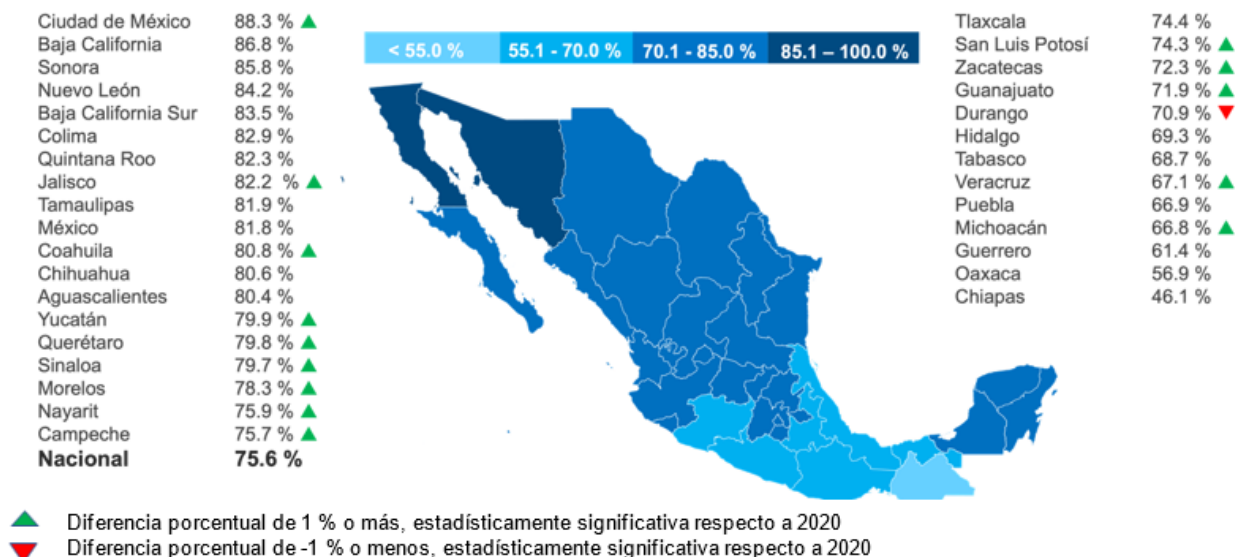 Ciudad de México 88.3 %
Baja California 86.8 %
Sonora 85.8 %
Nuevo León 84.2 %
Baja California Sur 83.5 %
Colima 82.9 %
Quintana Roo 82.3 %
Jalisco 82.2 %
Tamaulipas 81.9 %
México 81.8 %
Coahuila 80.8 %
Chihuahua 80.6 %
Aguascalientes 80.4 %
Yucatán 79.9 %
Querétaro 79.8 %
Sinaloa 79.7 %
Morelos 78.3 %
Nayarit 75.9 %
Campeche 75.7 %
Nacional 75.6 %
< 55.0 % 55.1 - 70.0 % 70.1 - 85.0 % 85.1 – 100.0 %
Tlaxcala 74.4 %
San Luis Potosí 74.3 %
Zacatecas 72.3 %
Guanajuato 71.9 %
Durango 70.9 %
Hidalgo 69.3 %
Tabasco 68.7 %
Veracruz 67.1 %
Puebla 66.9 %
Michoacán 66.8 %
Guerrero 61.4 %
Oaxaca 56.9 %
Chiapas 46.1 %
Diferencia porcentual de 1 % o más, estadísticamente significativa respecto a 2020
Diferencia porcentual de -1 % o menos, estadísticamente significativa respecto a 2020